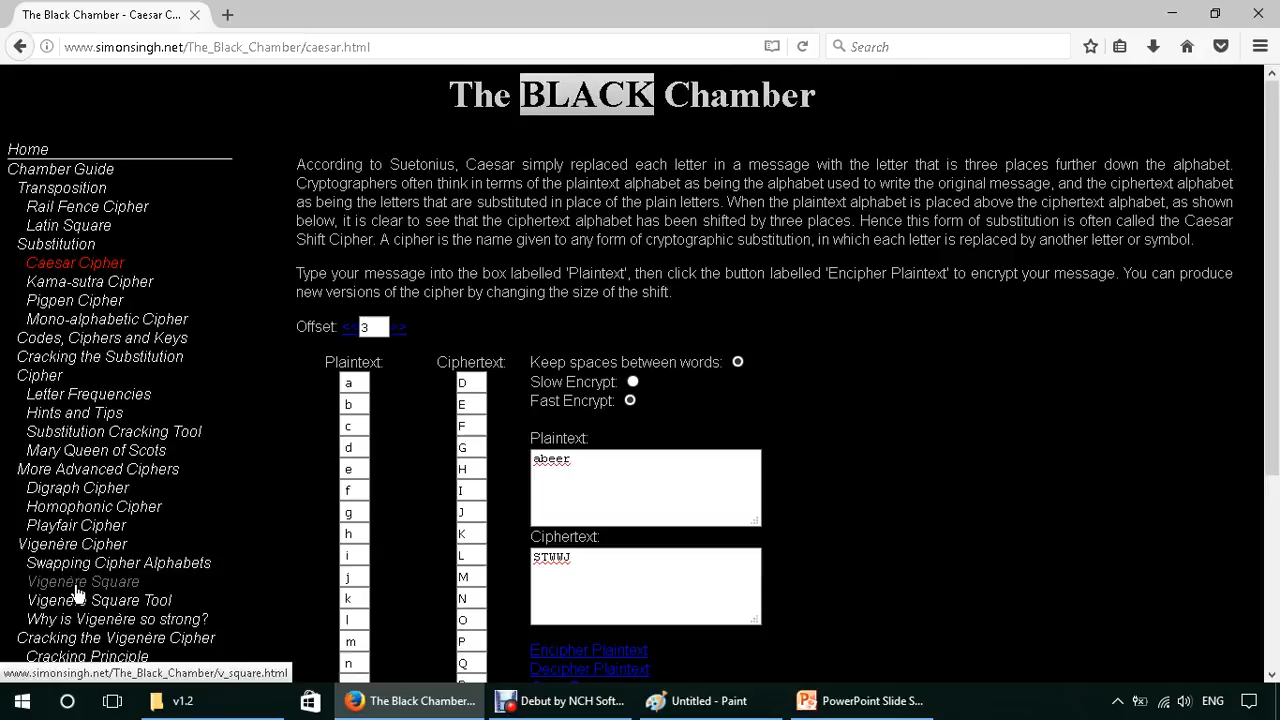 The Black Chamber - Caesar C...
www.simonsingh.net/The_Black_Chamber/caesar.html
Search
The BLACK Chamber
Home
Chamber Guide
Transposition
Rail Fence Cipher
Latin Square
Substitution
Caesar Cipher
Kama-sutra Cipher
Pigpen Cipher
Mono-alphabetic Cipher
Codes, Ciphers and Keys
Cracking the Substitution
Cipher
Letter Frequencies
Hints and Tips
Substitution Cracking Tool
Mary Queen of Scots
More Advanced Ciphers
Digraph Cipher
Homophonic Cipher
Playfair Cipher
Vigenère Cipher
Swapping Cipher Alphabets
Vigenère Square
Vigenère Square Tool
Why is Vigenère so strong?
Cracking the Vigenère Cipher
Cracking Principle
According to Suetonius, Caesar simply replaced each letter in a message with the letter that is three places further down the alphabet.
Cryptographers often think in terms of the plaintext alphabet as being the alphabet used to write the original message, and the ciphertext alphabet
as being the letters that are substituted in place of the plain letters. When the plaintext alphabet is placed above the ciphertext alphabet, as shown
below, it is clear to see that the ciphertext alphabet has been shifted by three places. Hence this form of substitution is often called the Caesar
Shift Cipher. A cipher is the name given to any form of cryptographic substitution, in which each letter is replaced by another letter or symbol.
Type your message into the box labelled 'Plaintext', then click the button labelled 'Encipher Plaintext' to encrypt your message. You can produce
new versions of the cipher by changing the size of the shift.
Offset: << 3 >>
Plaintext: Ciphertext:
a D
b E
c F
d G
e H
f I
g J
h K
i L
j M
k N
l O
m P
n Q
Keep spaces between words:
Slow Encrypt:
Fast Encrypt:
Plaintext:
abeer
Ciphertext:
STWWJ
Encipher Plaintext
Decipher Plaintext
www.simonsingh.net/The_Black_Chamber/v_square.html
v1.2
The Black Chamber...
Debut by NCH Soft...
Untitled - Paint
PowerPoint Slide S...
ENG